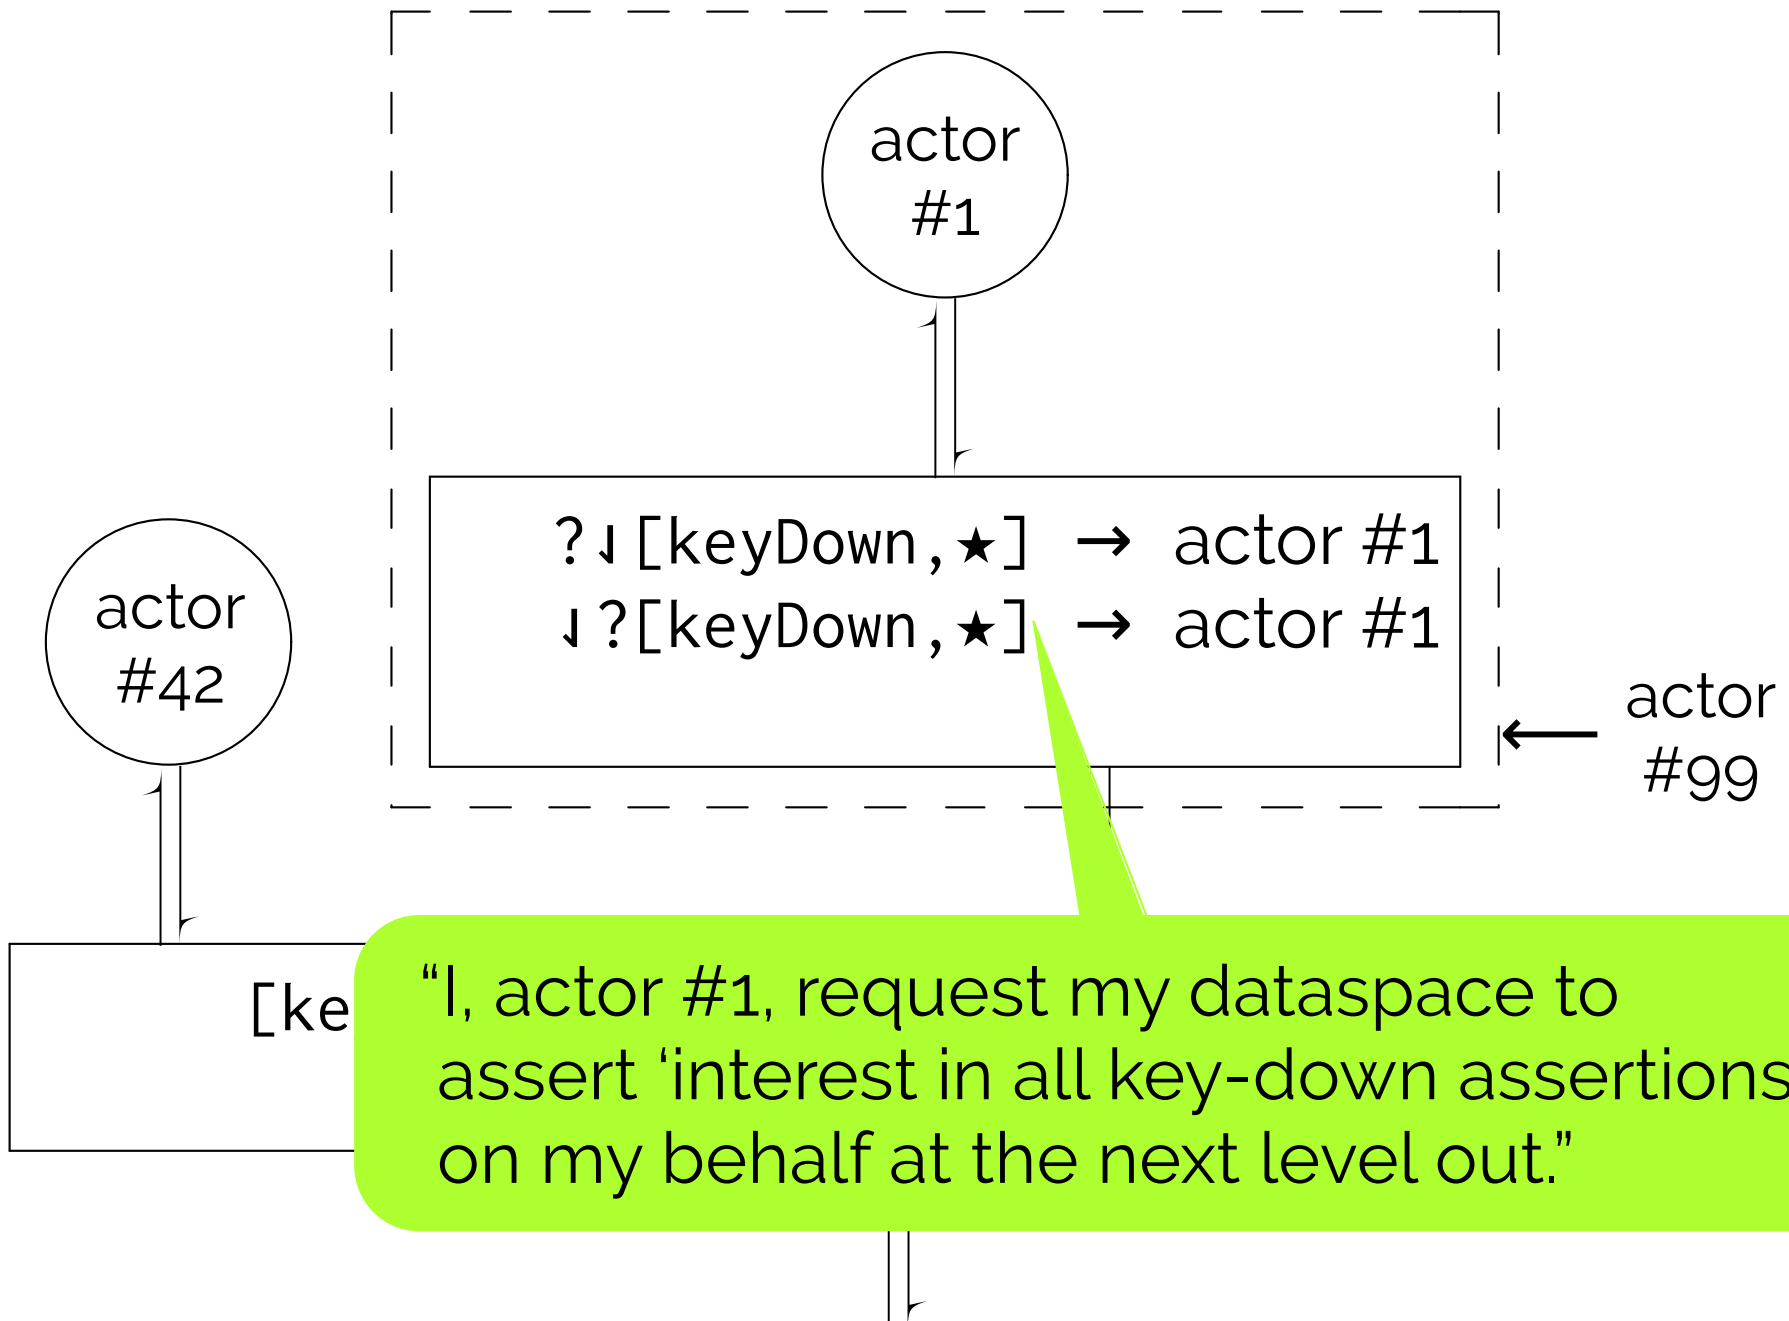 actor
#1
?⇃[keyDown,★] → actor #1
⇃?[keyDown,★] → actor #1
actor
#42
actor
#99
[ke
“I, actor #1, request my dataspace to
assert ‘interest in all key-down assertions
on my behalf at the next level out.”